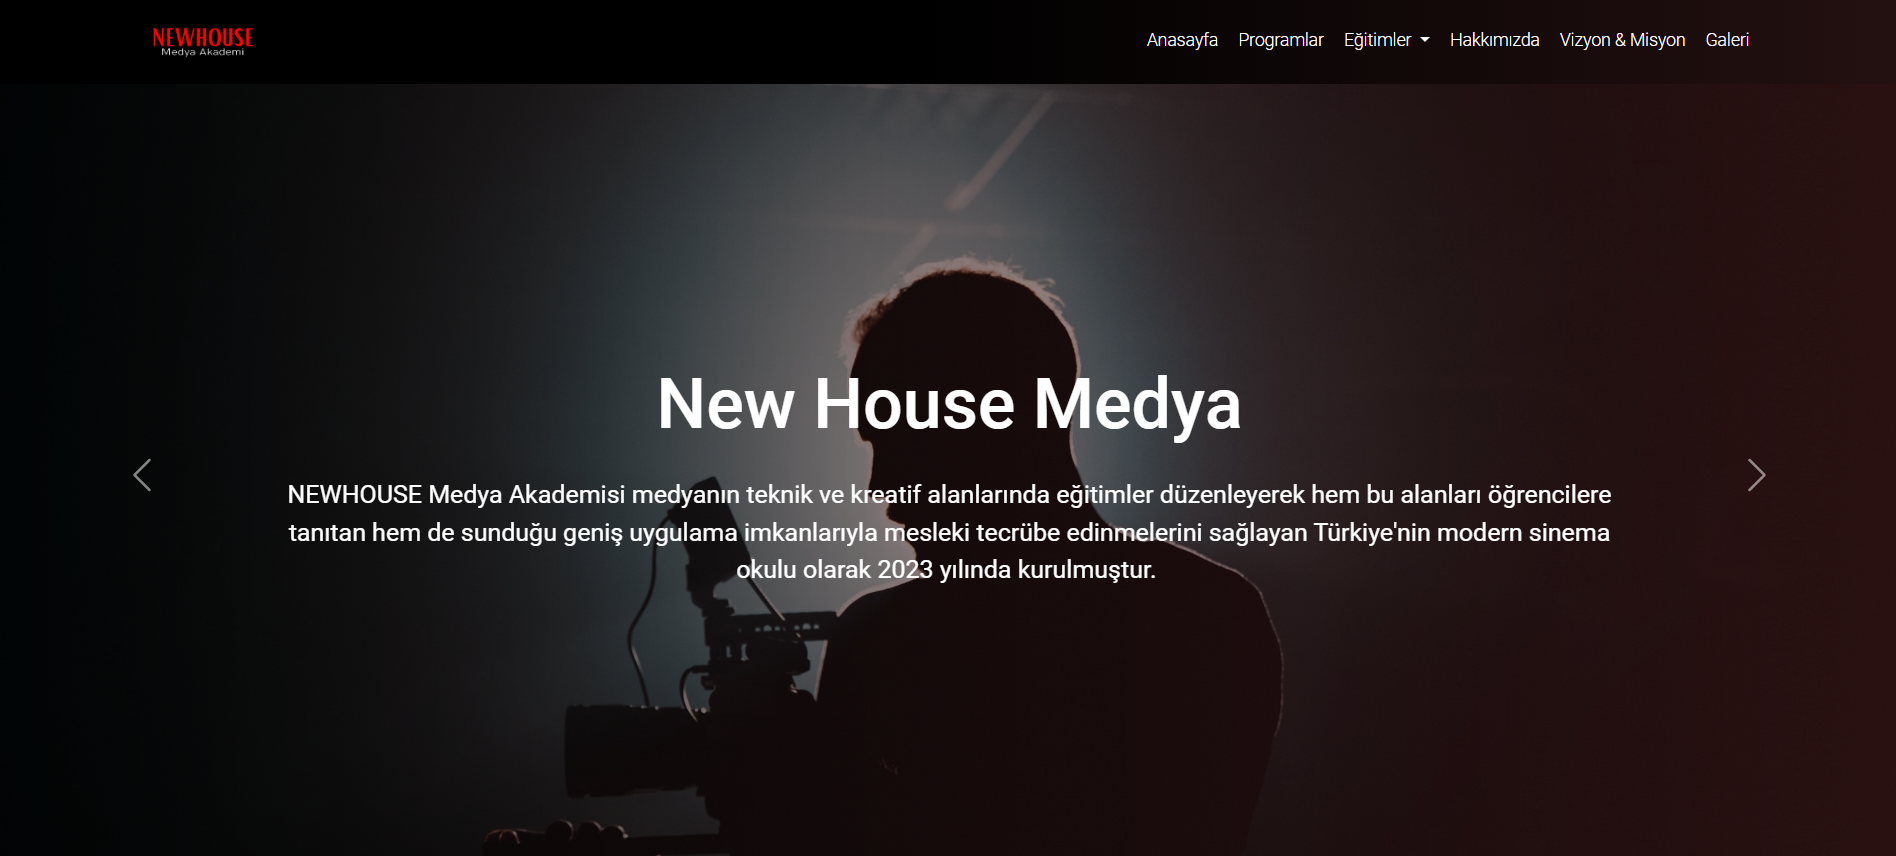 NEWHOUSE
Medya Akademi
Anasayfa Programlar Eğitimler Hakkımızda Vizyon & Misyon Galeri
New House Medya
NEWHOUSE Medya Akademisi medyanın teknik ve kreatif alanlarında eğitimler düzenleyerek hem bu alanları öğrencilere
tanıtan hem de sunduğu geniş uygulama imkanlarıyla mesleki tecrübe edinmelerini sağlayan Türkiye'nin modern sinema
okulu olarak 2023 yılında kurulmuştur.